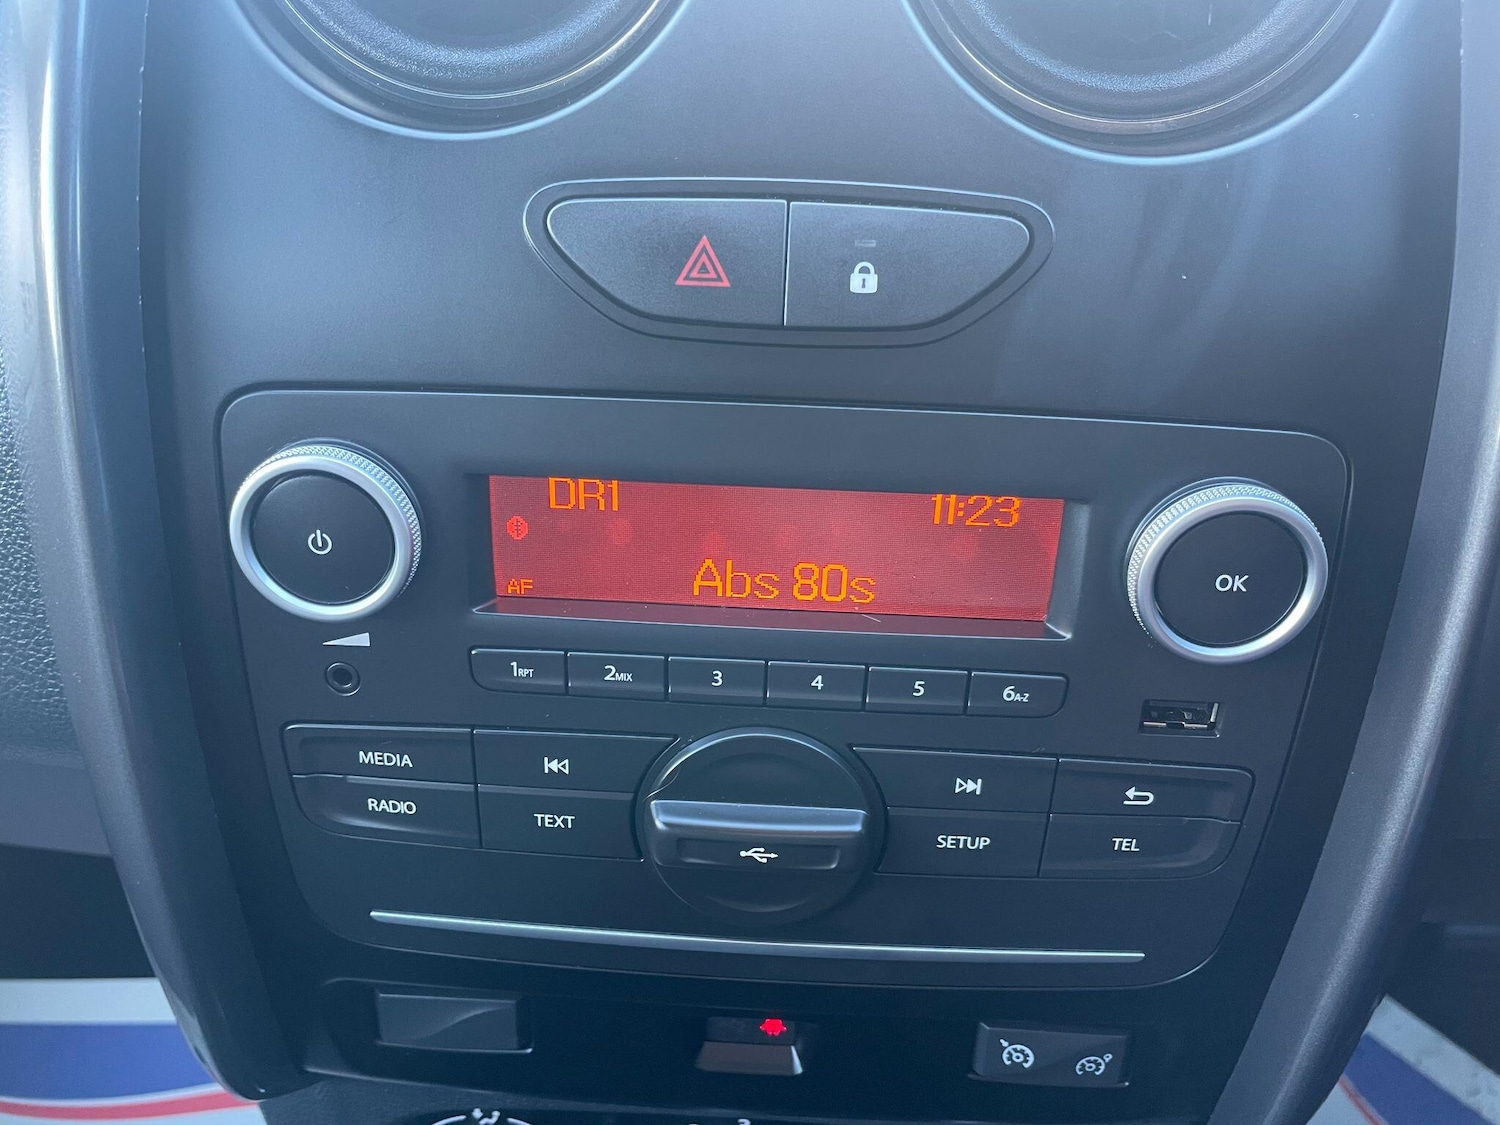 DR1 11:23
AF
Abs 80s
OK
1RPT 2MIX 3 4 5 6A-Z
MEDIA
RADIO TEXT
SETUP TEL